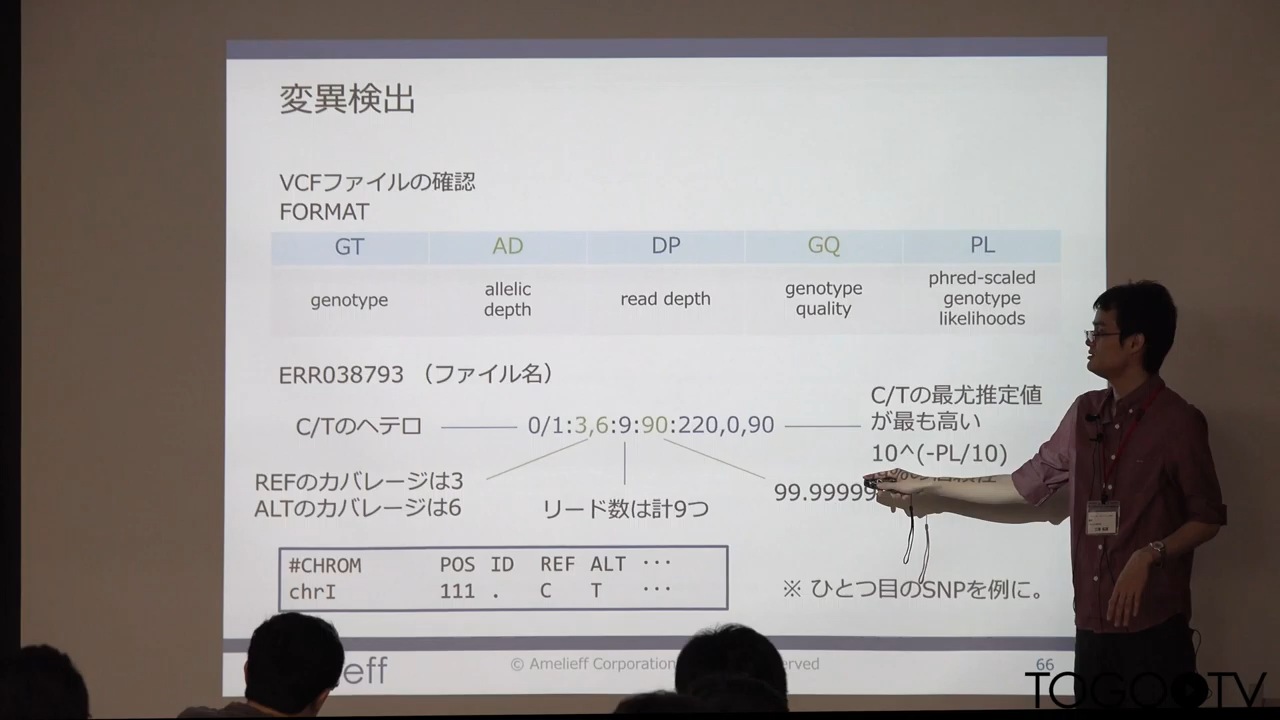 変異検出
VCFファイルの確認
FORMAT
GT AD DP GQ PL
genotype
allelic
depth
read depth
genotype
quality
phred-scaled
genotype
likelihoods
ERR038793 （ファイル名）
C/Tのヘテロ
0/1:3,6:9:90:220,0,90
C/Tの最尤推定値
が最も高い
10^(-PL/10)
REFのカバレージは3
ALTのカバレージは6
リード数は計9つ
99.99999
#CHROM POS ID REF ALT ···
chrI 111 . C T ···
※ ひとつ目のSNPを例に。
eff
© Amelieff Corporation
66
TOGOTV